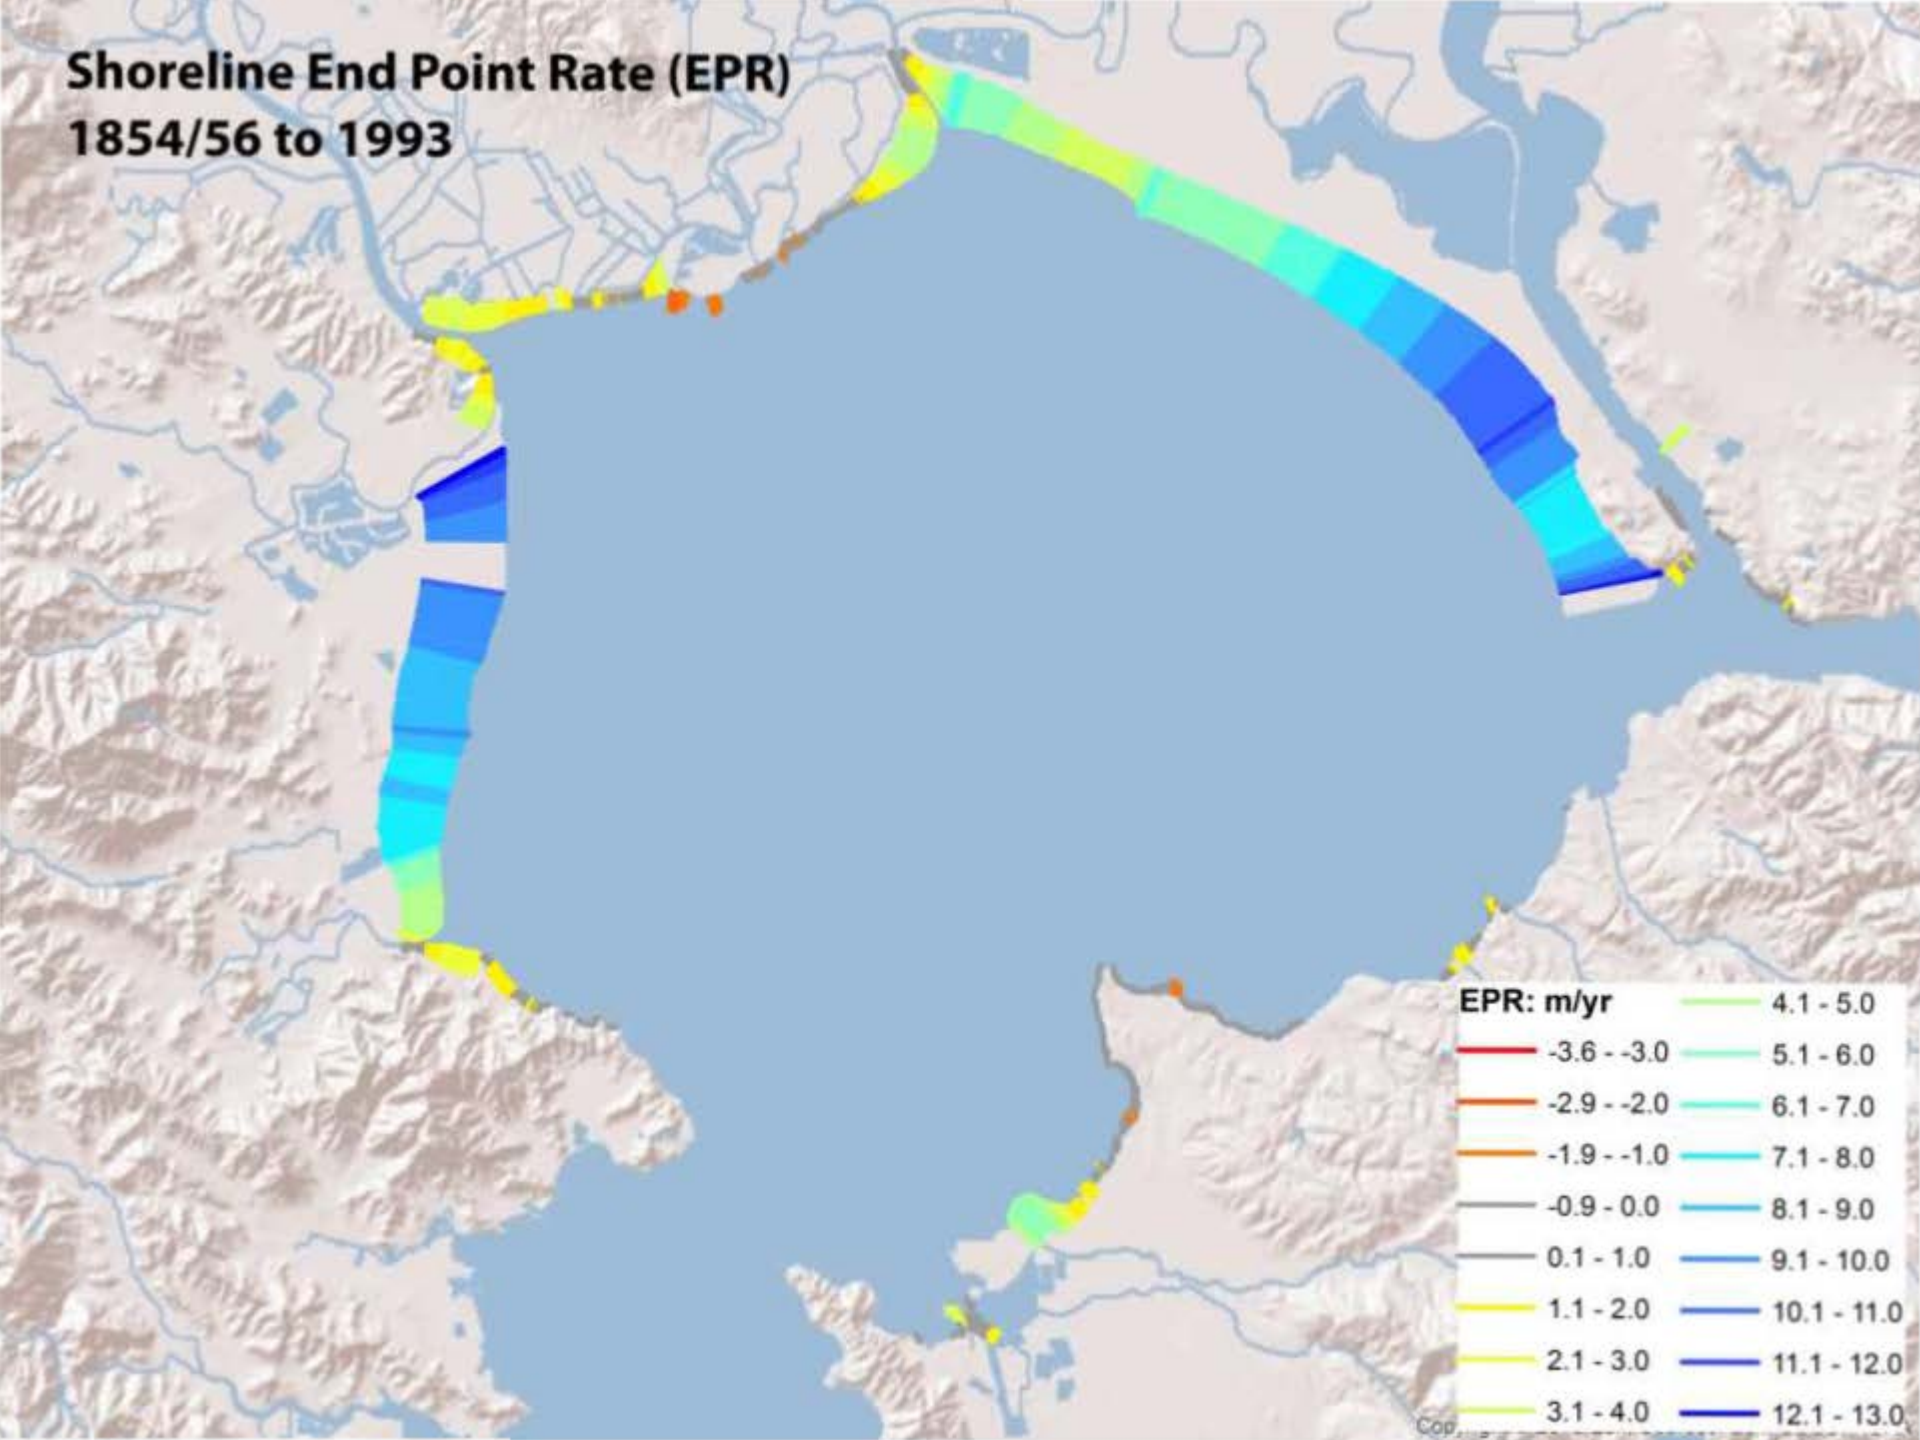 Shoreline End Point Rate (EPR)
1854/56 to 1993
EPR: m/yr
-3.6 - -3.0
-2.9 - -2.0
-1.9 - -1.0
-0.9 - 0.0
0.1 - 1.0
1.1 - 2.0
2.1 - 3.0
3.1 - 4.0
4.1 - 5.0
5.1 - 6.0
6.1 - 7.0
7.1 - 8.0
8.1 - 9.0
9.1 - 10.0
10.1 - 11.0
11.1 - 12.0
12.1 - 13.0